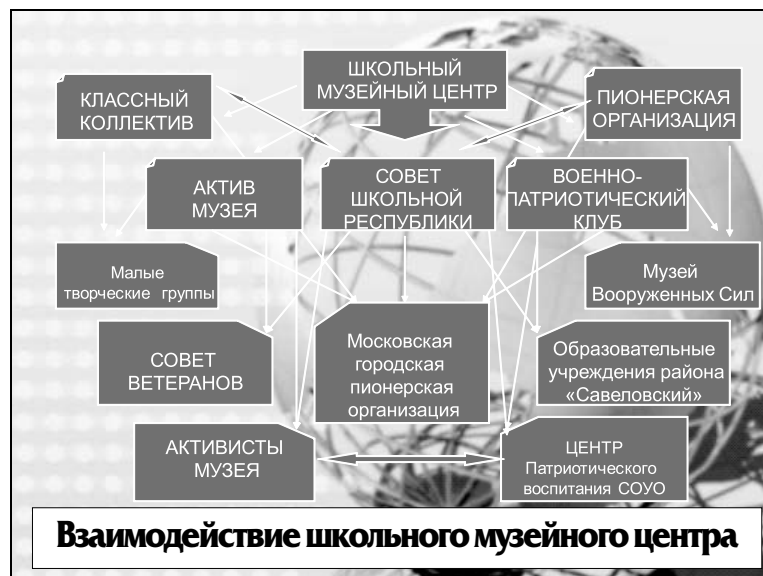 ШКОЛЬНЫЙ
МУЗЕЙНЫЙ ЦЕНТР
КЛАССНЫЙ
КОЛЛЕКТИВ
ПИОНЕРСКАЯ
ОРГАНИЗАЦИЯ
АКТИВ
МУЗЕЯ
СОВЕТ
ШКОЛЬНОЙ
РЕСПУБЛИКИ
ВОЕННО-
ПАТРИОТИЧЕСКИЙ
КЛУБ
Малые
творческие группы
Музей
Вооруженных Сил
СОВЕТ
ВЕТЕРАНОВ
Московская
городская
пионерская
организация
Образовательные
учреждения района
«Савеловский»
АКТИВИСТЫ
МУЗЕЯ
ЦЕНТР
Патриотического
воспитания СОУО
Взаимодействие школьного музейного центра